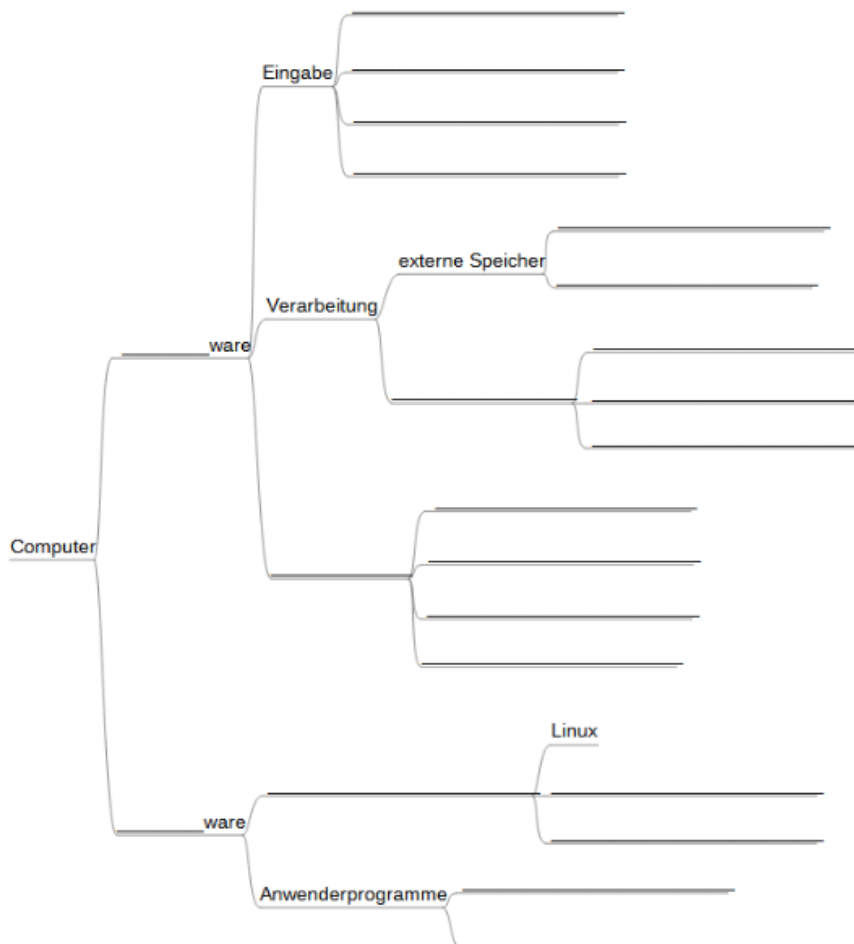 Eingabe
externe Speicher
Verarbeitung
ware
Computer
Linux
ware
Anwenderprogramme